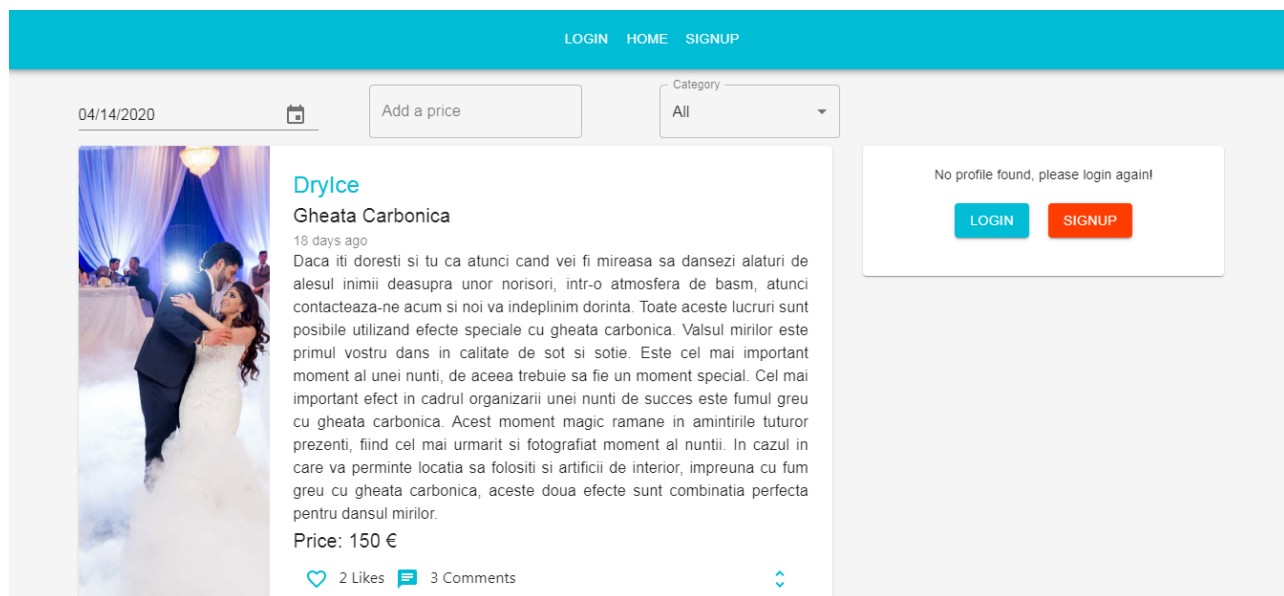 LOGIN HOME SIGNUP
04/14/2020
Add a price
Category
All
DryIce
Gheata Carbonica
18 days ago
Daca iti doresti si tu ca atunci cand vei fi mireasa sa dansezi alaturi de
alesul inimii deasupra unor norisori, intr-o atmosfera de basm, atunci
contacteaza-ne acum si noi va indeplinim dorinta. Toate aceste lucruri sunt
posibile utilizand efecte speciale cu gheata carbonica. Valsul mirilor este
primul vostru dans in calitate de sot si sotie. Este cel mai important
moment al unei nunti, de aceea trebuie sa fie un moment special. Cel mai
important efect in cadrul organizarii unei nunti de succes este fumul greu
cu gheata carbonica. Acest moment magic ramane in amintirile tuturor
prezenti, fiind cel mai urmarit si fotografiat moment al nuntii. In cazul in
care va perminte locatia sa folositi si artificii de interior, impreuna cu fum
greu cu gheata carbonica, aceste doua efecte sunt combinatia perfecta
pentru dansul mirilor.
Price: 150 €
2 Likes 3 Comments
No profile found, please login again!
LOGIN SIGNUP